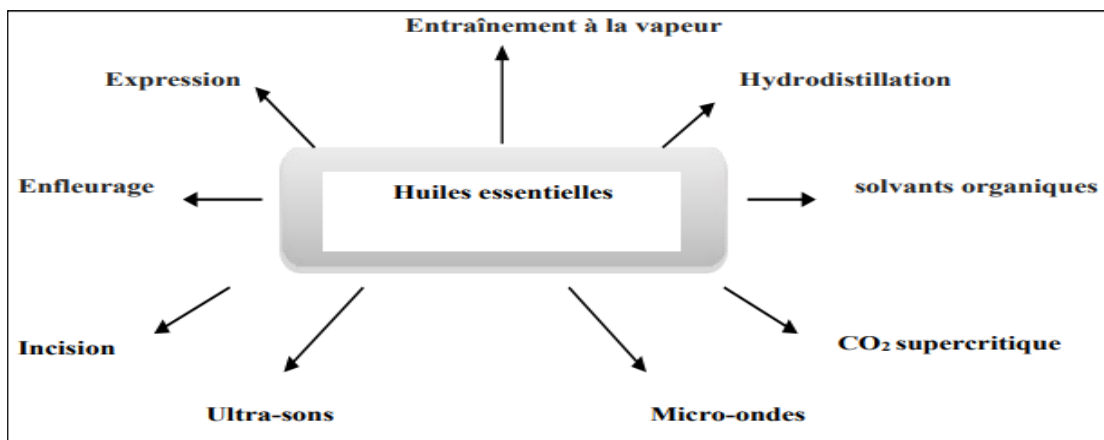 Entraînement à la vapeur
Expression
Hydrodistillation
Enfleurage
Huiles essentielles
solvants organiques
Incision
CO₂ supercritique
Ultra-sons
Micro-ondes